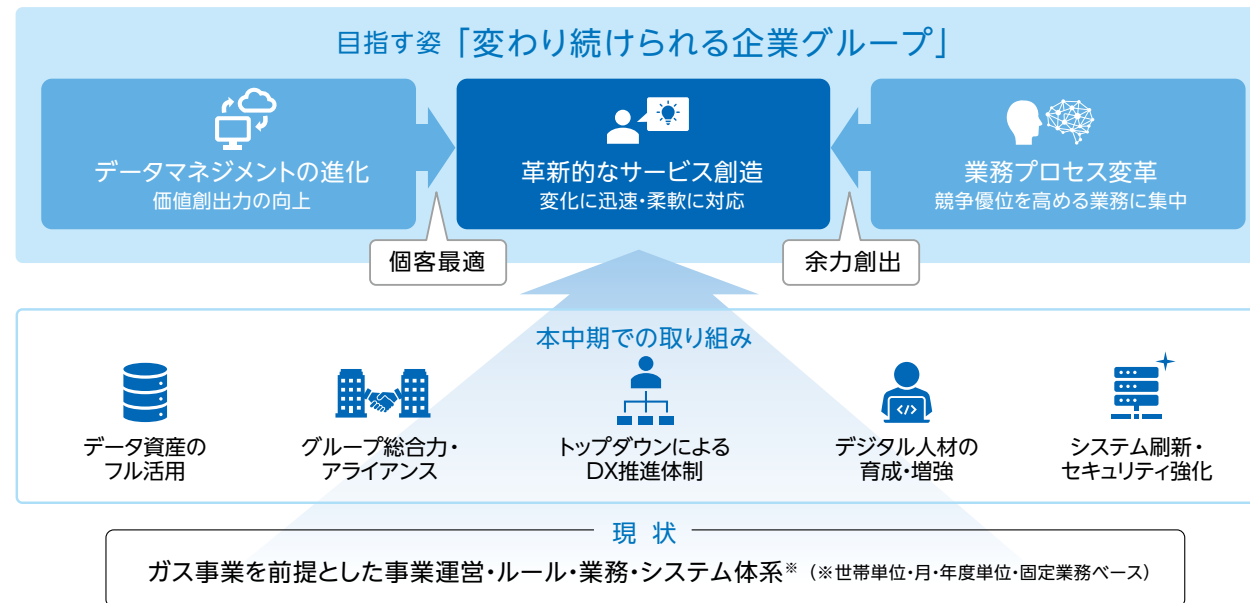 目指す姿「変わり続けられる企業グループ」
データマネジメントの進化
価値創出力の向上
革新的なサービス創造
変化に迅速・柔軟に対応
業務プロセス変革
競争優位を高める業務に集中
個客最適
余力創出
本中期での取り組み
データ資産の
フル活用
グループ総合力・
アライアンス
トップダウンによる
DX推進体制
</>
デジタル人材の
育成・増強
システム刷新・
セキュリティ強化
現 状
ガス事業を前提とした事業運営・ルール・業務・システム体系※（※世帯単位・月・年度単位・固定業務ベース）